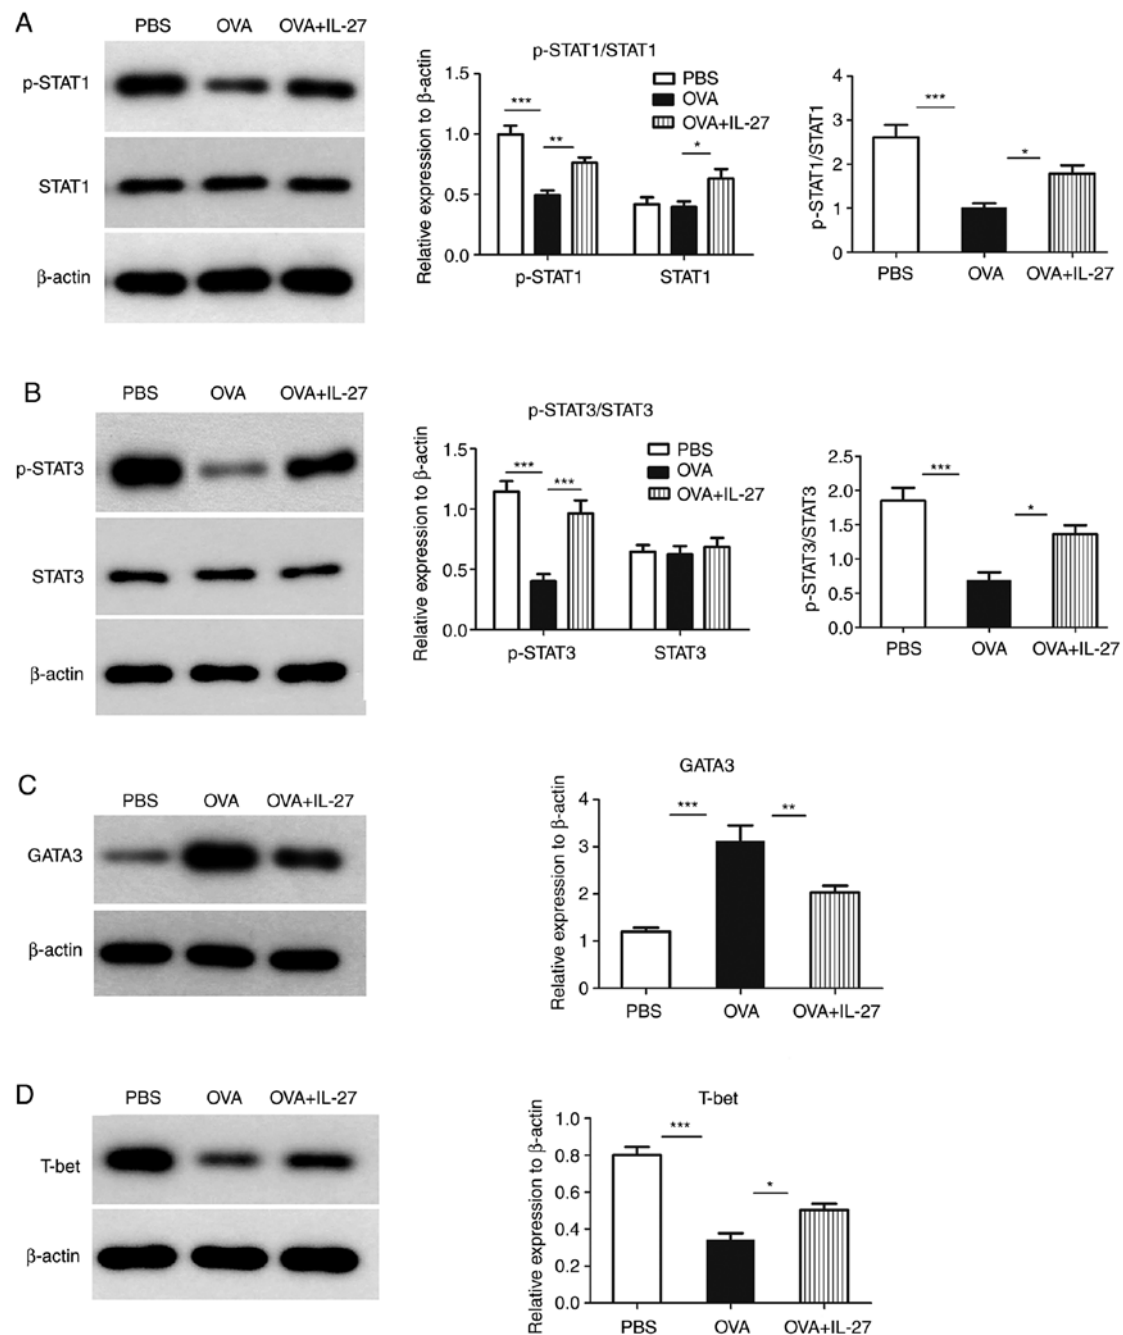 A
PBS OVA OVA+IL-27
p-STAT1
STAT1
β-actin
p-STAT1/STAT1
Relative expression to β-actin
1.5
1.0
0.5
0.0
PBS
OVA
OVA+IL-27
***
**
*
p-STAT1 STAT1
p-STAT1/STAT1
4
3
2
1
0
***
*
PBS OVA OVA+IL-27
B
PBS OVA OVA+IL-27
p-STAT3
STAT3
β-actin
p-STAT3/STAT3
Relative expression to β-actin
1.5
1.0
0.5
0.0
PBS
OVA
OVA+IL-27
***
***
p-STAT3 STAT3
p-STAT3/STAT3
2.5
2.0
1.5
1.0
0.5
0.0
***
*
PBS OVA OVA+IL-27
C
PBS OVA OVA+IL-27
GATA3
β-actin
GATA3
Relative expression to β-actin
4
3
2
1
0
*** **
PBS OVA OVA+IL-27
D
PBS OVA OVA+IL-27
T-bet
β-actin
T-bet
Relative expression to β-actin
1.0
0.8
0.6
0.4
0.2
0.0
***
*
PBS OVA OVA+IL-27